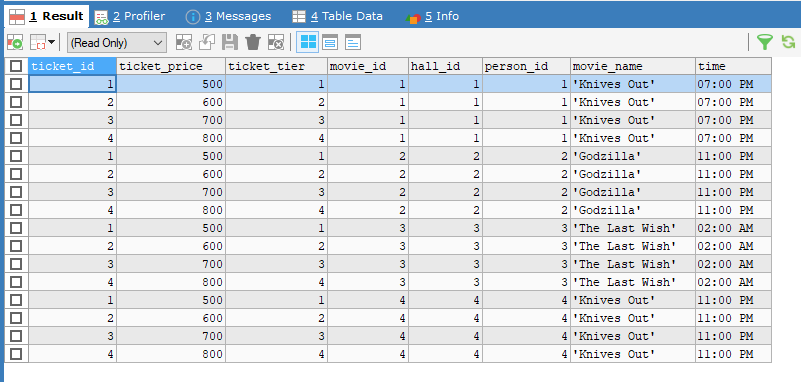 1 Result 2 Profiler 3 Messages 4 Table Data 5 Info
(Read Only)
ticket_id ticket_price ticket_tier movie_id hall_id person_id movie_name time
1 500 1 1 1 1 'Knives Out' 07:00 PM
2 600 2 1 1 1 'Knives Out' 07:00 PM
3 700 3 1 1 1 'Knives Out' 07:00 PM
4 800 4 1 1 1 'Knives Out' 07:00 PM
1 500 1 2 2 2 'Godzilla' 11:00 PM
2 600 2 2 2 2 'Godzilla' 11:00 PM
3 700 3 2 2 2 'Godzilla' 11:00 PM
4 800 4 2 2 2 'Godzilla' 11:00 PM
1 500 1 3 3 3 'The Last Wish' 02:00 AM
2 600 2 3 3 3 'The Last Wish' 02:00 AM
3 700 3 3 3 3 'The Last Wish' 02:00 AM
4 800 4 3 3 3 'The Last Wish' 02:00 AM
1 500 1 4 4 4 'Knives Out' 11:00 PM
2 600 2 4 4 4 'Knives Out' 11:00 PM
3 700 3 4 4 4 'Knives Out' 11:00 PM
4 800 4 4 4 4 'Knives Out' 11:00 PM